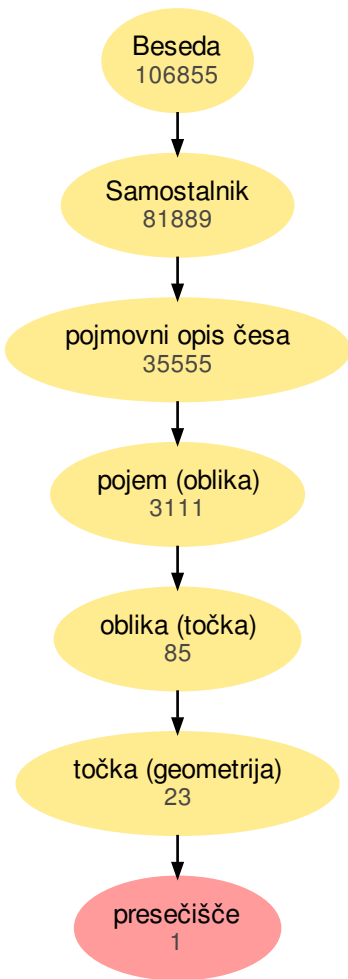 Beseda
106855
Samostalnik
81889
pojmovni opis česa
35555
pojem (oblika)
3111
oblika (točka)
85
točka (geometrija)
23
presečišče
1